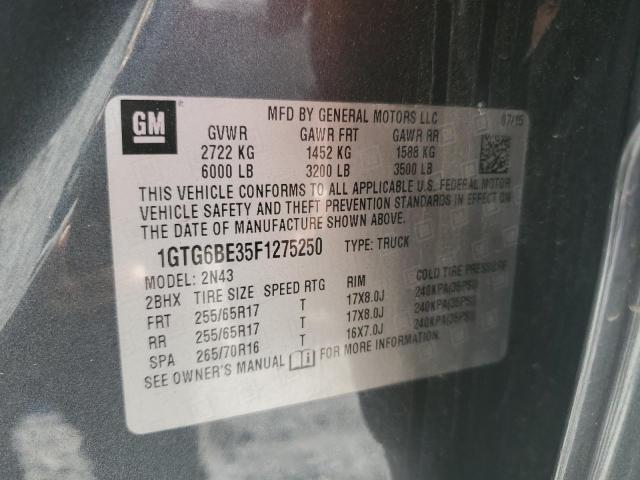 GM
MFD BY GENERAL MOTORS LLC 07/15
GVWR GAWR FRT GAWR RR
2722 KG 1452 KG 1588 KG
6000 LB 3200 LB 3500 LB
THIS VEHICLE CONFORMS TO ALL APPLICABLE U.S. FEDERAL MOTOR
VEHICLE SAFETY AND THEFT PREVENTION STANDARDS IN EFFECT ON
THE DATE OF MANUFACTURE SHOWN ABOVE.
1GTG6BE35F1275250 TYPE: TRUCK
MODEL: 2N43
2BHX TIRE SIZE SPEED RTG RIM COLD TIRE PRESSURE
FRT 255/65R17 T 17X8.0J 240KPA(35PSI)
RR 255/65R17 T 17X8.0J 240KPA(35PSI)
SPA 265/70R16 T 16X7.0J 240KPA(35PSI)
SEE OWNER'S MANUAL FOR MORE INFORMATION.